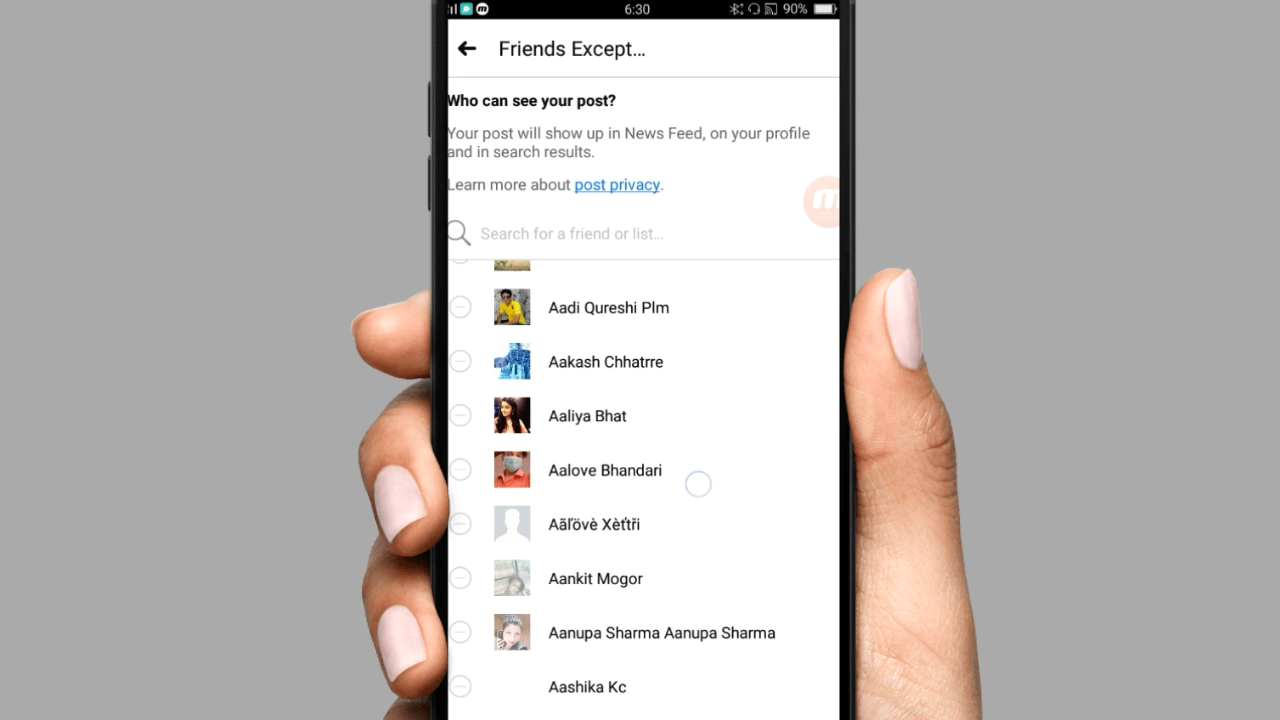 6:30
90%
Friends Except...
Who can see your post?
Your post will show up in News Feed, on your profile
and in search results.
Learn more about post privacy.
Search for a friend or list...
Aadi Qureshi Plm
Aakash Chhatrre
Aaliya Bhat
Aalove Bhandari
Aãľövè Xèťtři
Aankit Mogor
Aanupa Sharma Aanupa Sharma
Aashika Kc